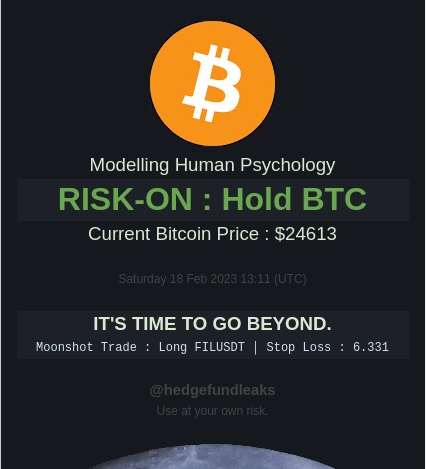 Modelling Human Psychology
RISK-ON : Hold BTC
Current Bitcoin Price : $24613
Saturday 18 Feb 2023 13:11 (UTC)
IT'S TIME TO GO BEYOND.
Moonshot Trade : Long FILUSDT | Stop Loss : 6.331
@hedgefundleaks
Use at your own risk.